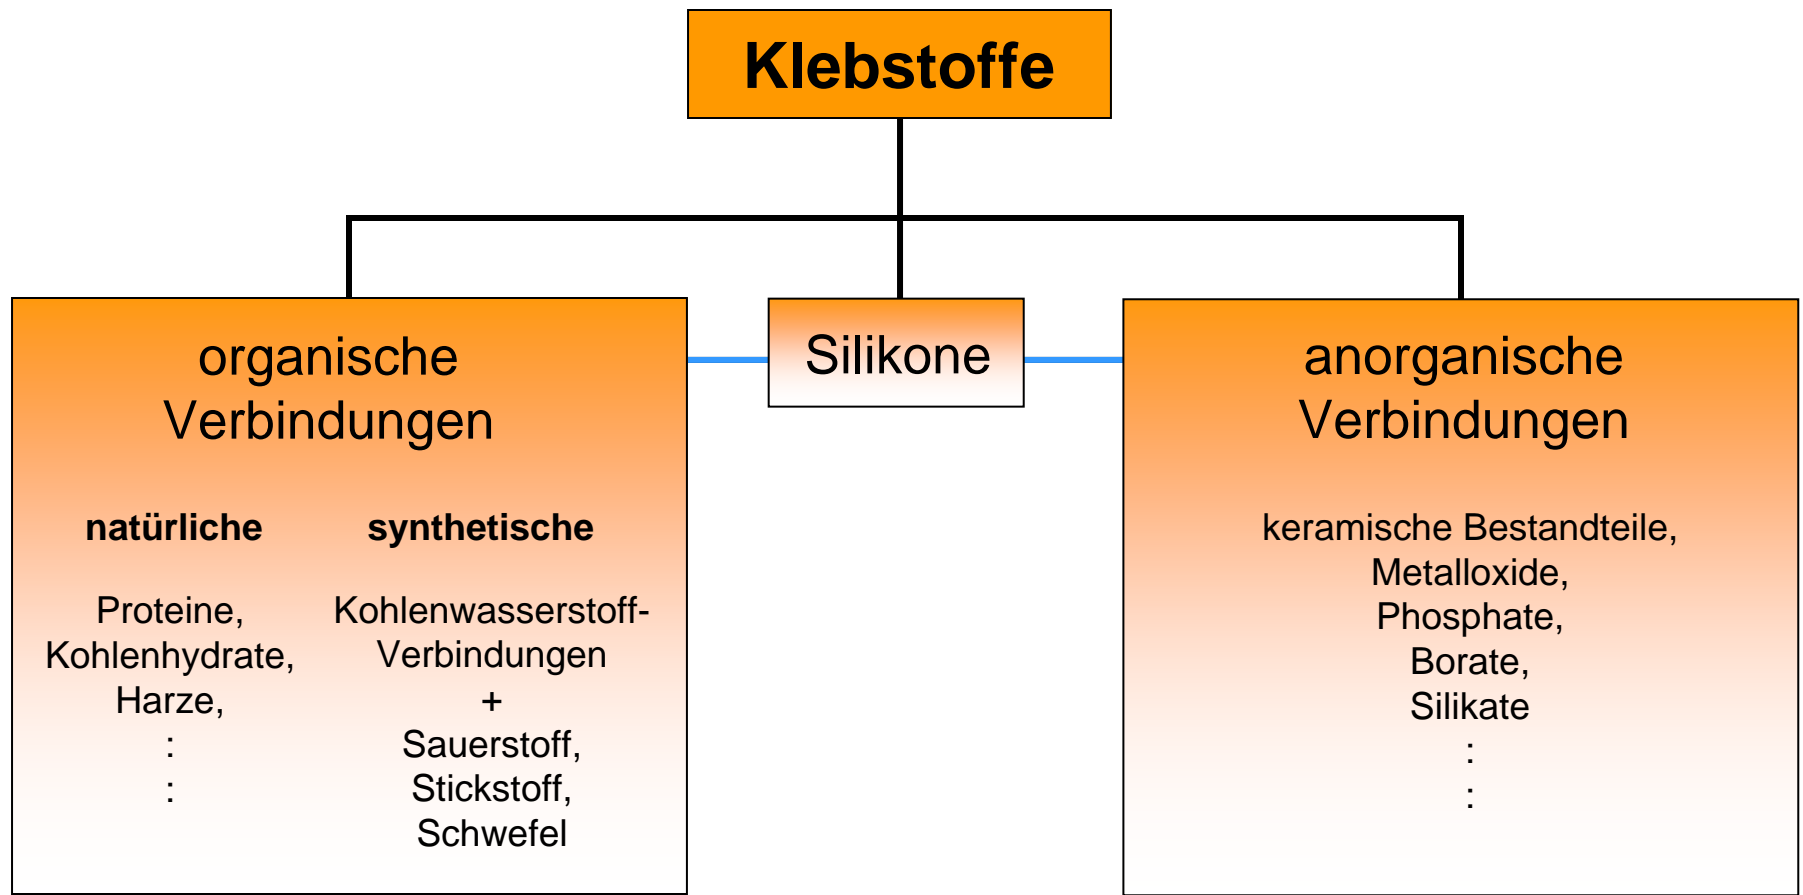 Klebstoffe
organische
Verbindungen
natürliche
Proteine,
Kohlenhydrate,
Harze,
:
:
synthetische
Kohlenwasserstoff-
Verbindungen
+
Sauerstoff,
Stickstoff,
Schwefel
Silikone
anorganische
Verbindungen
keramische Bestandteile,
Metalloxide,
Phosphate,
Borate,
Silikate
:
: